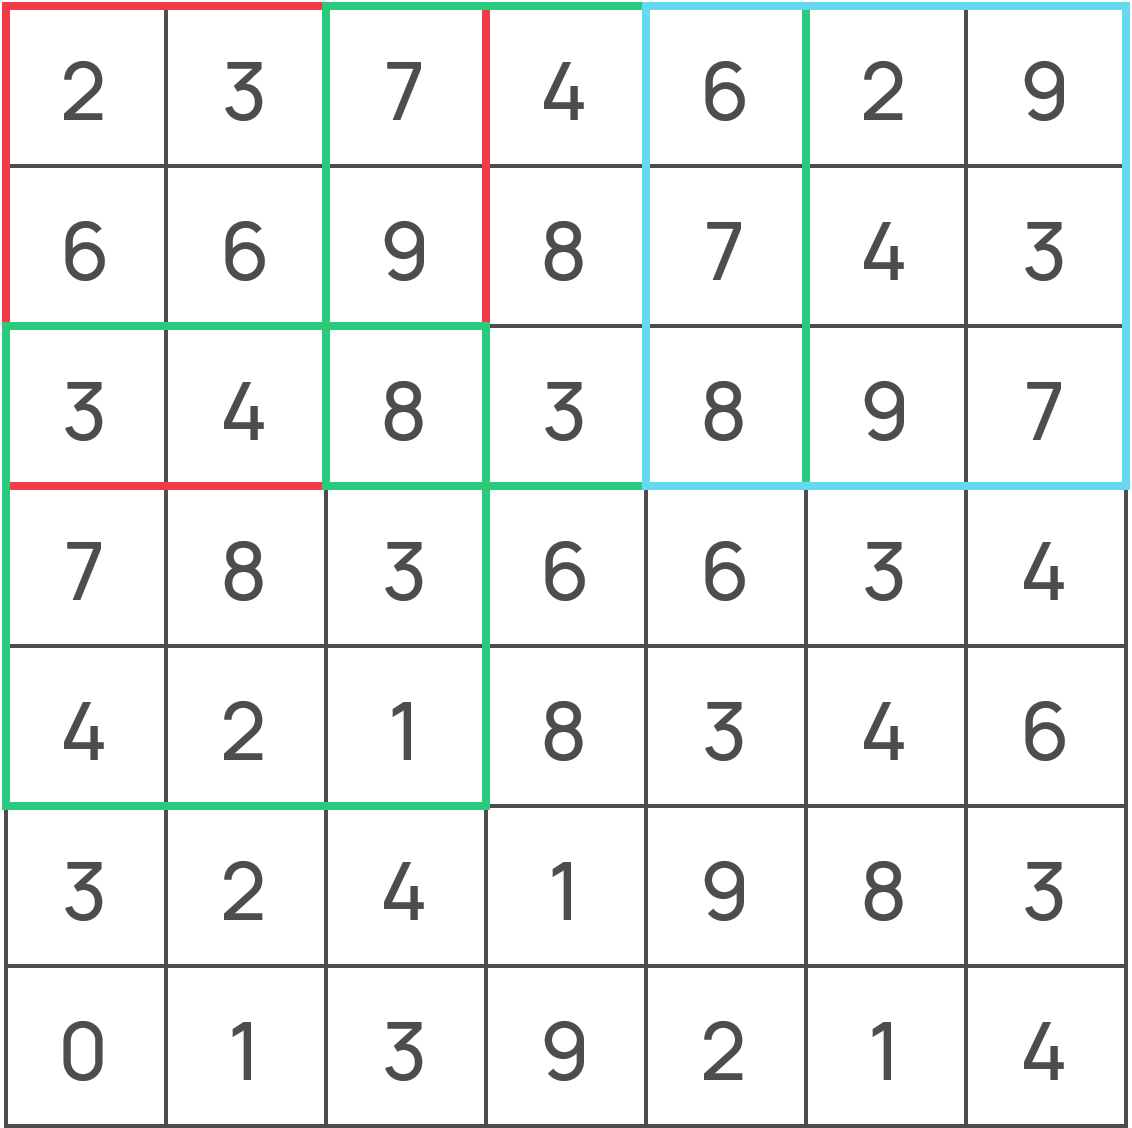 2 3 7 4 6 2 9
6 6 9 8 7 4 3
3 4 8 3 8 9 7
7 8 3 6 6 3 4
4 2 1 8 3 4 6
3 2 4 1 9 8 3
0 1 3 9 2 1 4